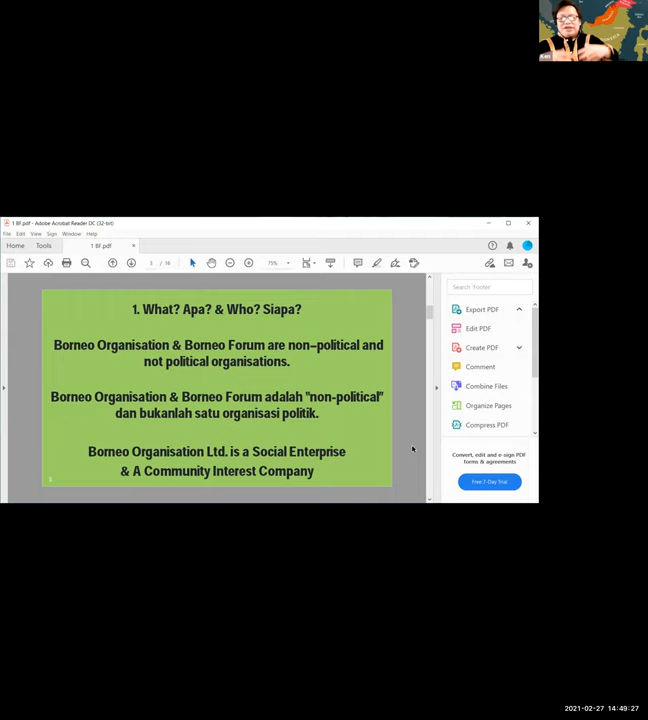 INDONESIA
Ken
1 BF.pdf - Adobe Acrobat Reader DC (32-bit)
File Edit View Sign Window Help
Home Tools 1 BF.pdf ×
3 / 16 75%
1. What? Apa? & Who? Siapa?
Borneo Organisation & Borneo Forum are non–political and
not political organisations.
Borneo Organisation & Borneo Forum adalah "non-political"
dan bukanlah satu organisasi politik.
Borneo Organisation Ltd. is a Social Enterprise
& A Community Interest Company
3
Search 'Footer'
Export PDF
Edit PDF
Create PDF
Comment
Combine Files
Organize Pages
Compress PDF
Convert, edit and e-sign PDF
forms & agreements
Free 7-Day Trial
2021-02-27 14:49:27